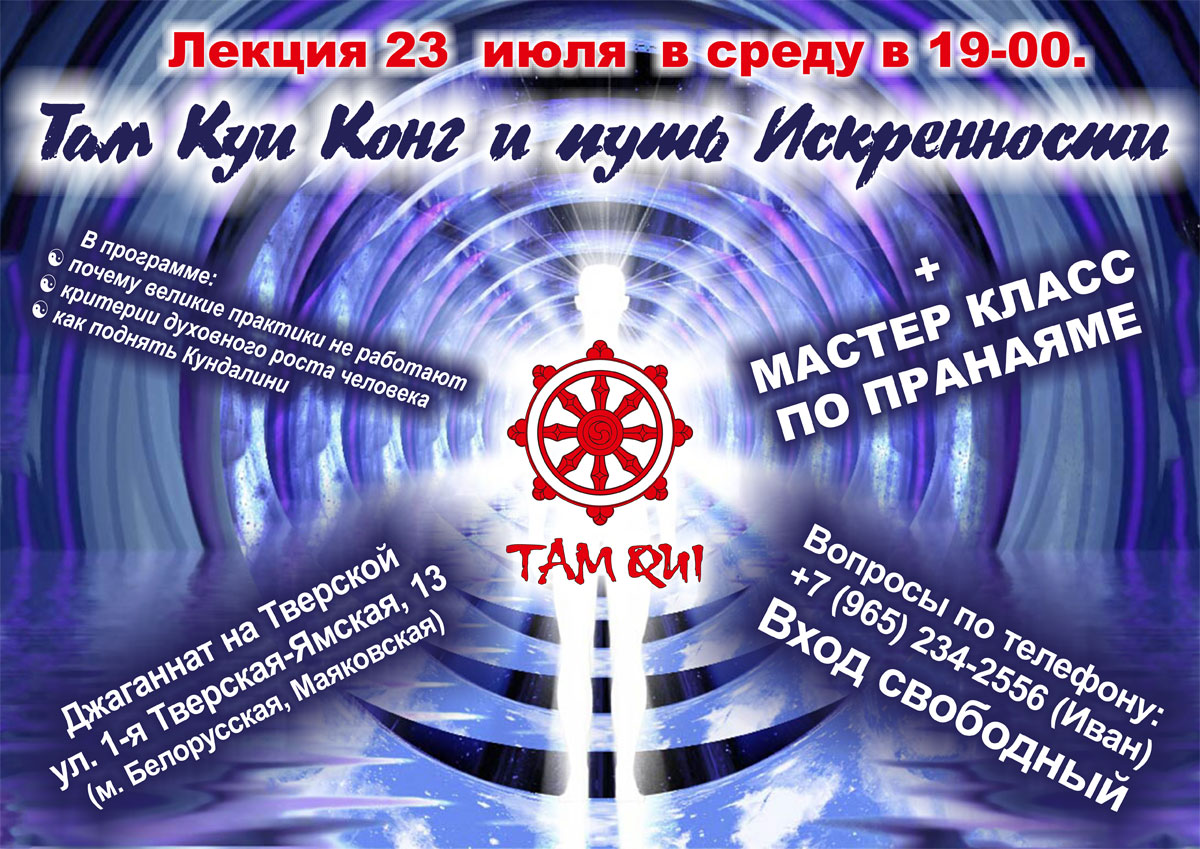 Лекция 23 июля в среду в 19-00.
Там Куи Конг и путь Искренности
В программе:
почему великие практики не работают
критерии духовного роста человека
как поднять Кундалини
+
МАСТЕР КЛАСС
ПО ПРАНАЯМЕ
TAM QUI
Джаганнат на Тверской
ул. 1-я Тверская-Ямская, 13
(м. Белорусская, Маяковская)
Вопросы по телефону:
+7 (965) 234-2556 (Иван)
Вход свободный